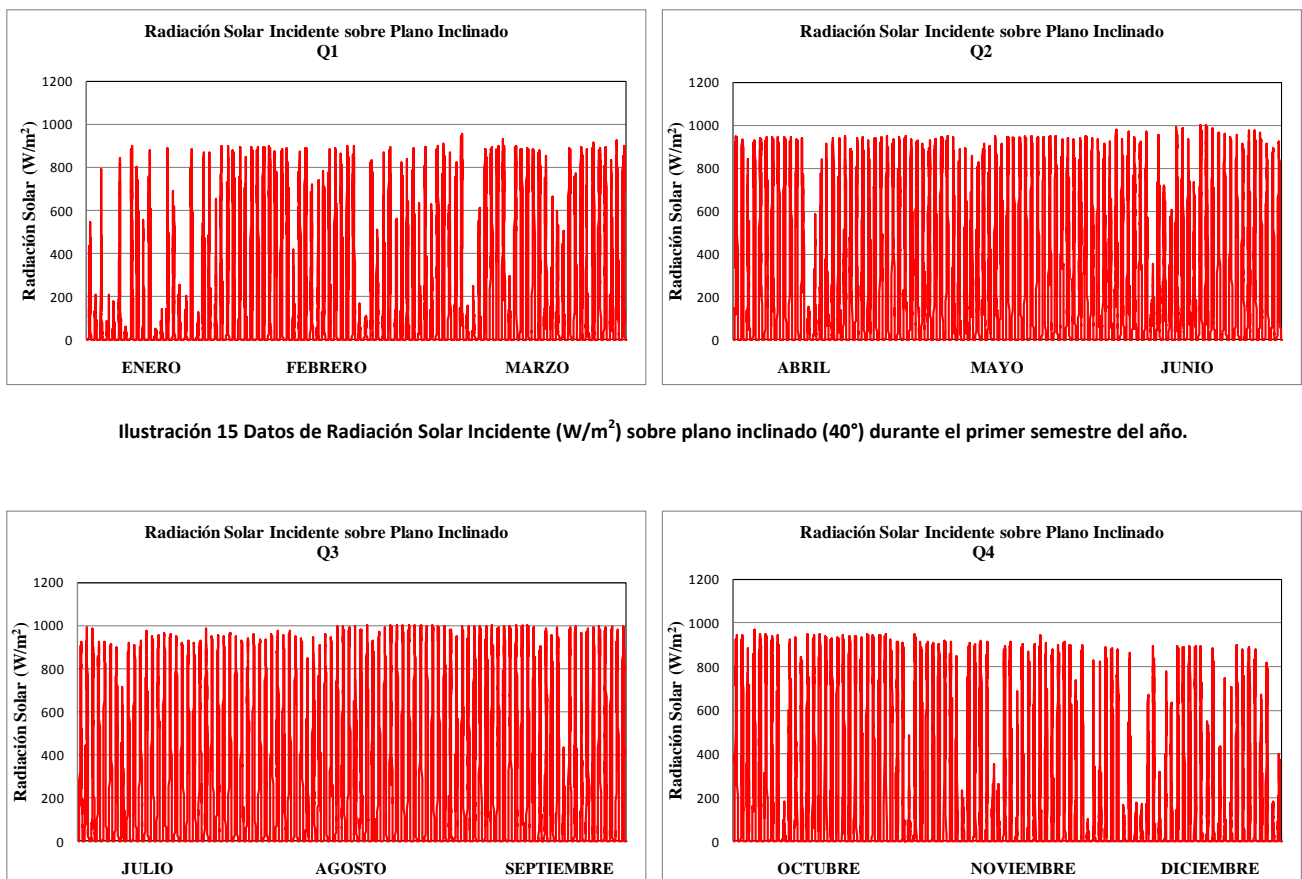 Radiación Solar Incidente sobre Plano Inclinado
Q1
Radiación Solar (W/m²)
1200
1000
800
600
400
200
0
ENERO FEBRERO MARZO
Radiación Solar Incidente sobre Plano Inclinado
Q2
Radiación Solar (W/m²)
1200
1000
800
600
400
200
0
ABRIL MAYO JUNIO
Ilustración 15 Datos de Radiación Solar Incidente (W/m²) sobre plano inclinado (40°) durante el primer semestre del año.
Radiación Solar Incidente sobre Plano Inclinado
Q3
Radiación Solar (W/m²)
1200
1000
800
600
400
200
0
JULIO AGOSTO SEPTIEMBRE
Radiación Solar Incidente sobre Plano Inclinado
Q4
Radiación Solar (W/m²)
1200
1000
800
600
400
200
0
OCTUBRE NOVIEMBRE DICIEMBRE